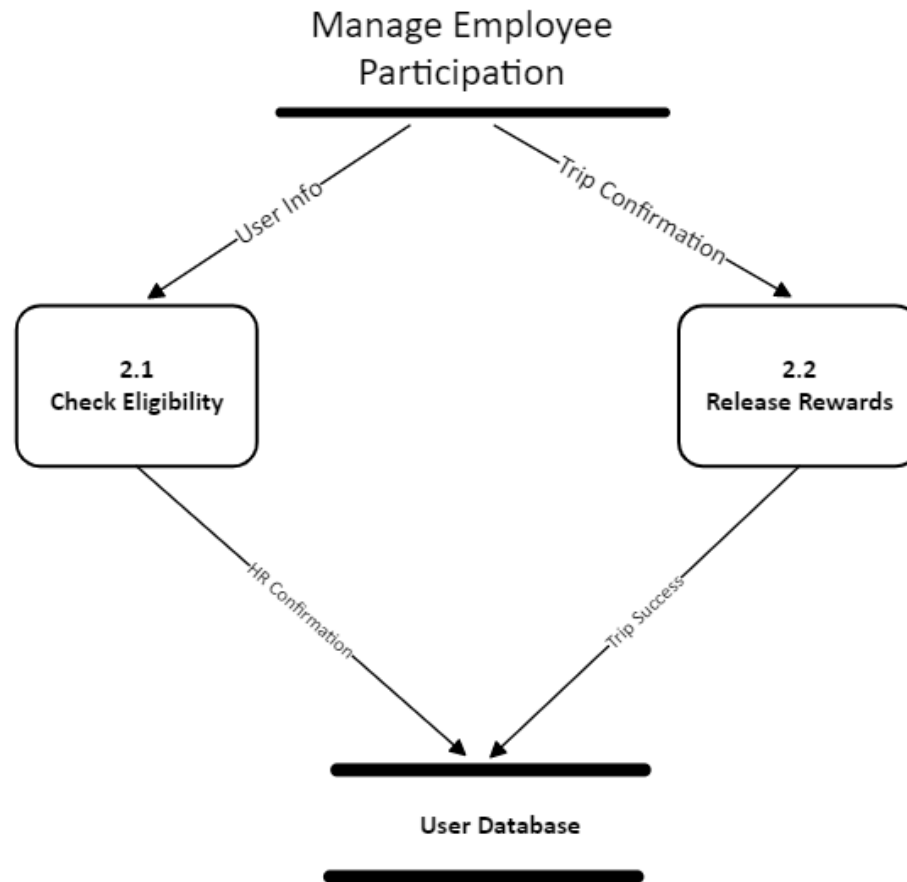 Manage Employee
Participation
User Info
Trip Confirmation
2.1
Check Eligibility
2.2
Release Rewards
HR Confirmation
Trip Success
User Database